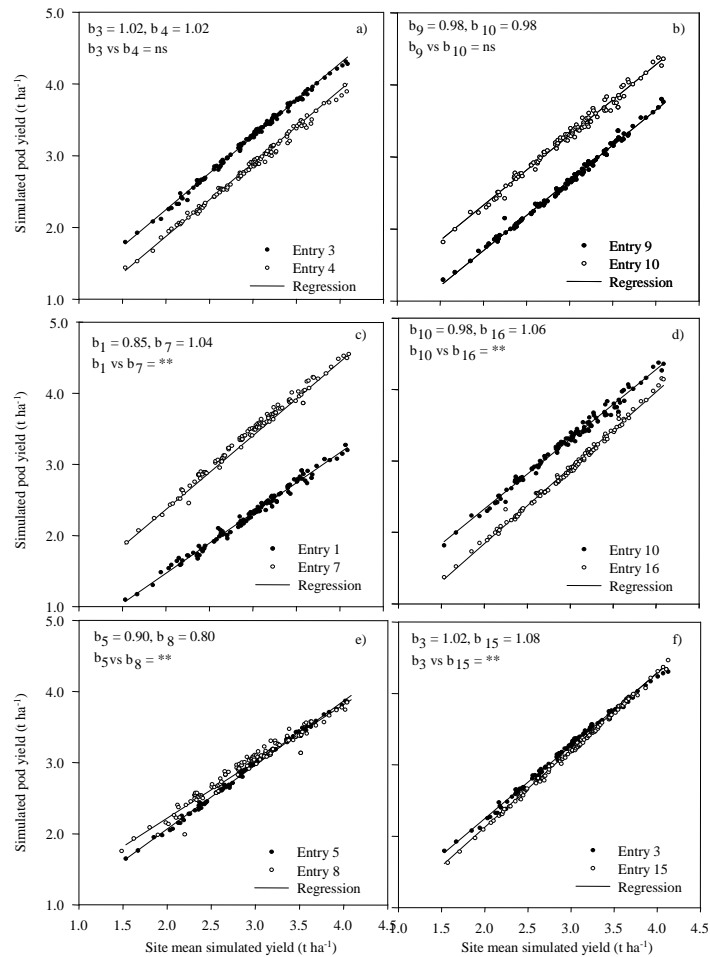 b3 = 1.02, b4 = 1.02
b3 vs b4 = ns
a)
5.0
4.0
3.0
2.0
1.0
Simulated pod yield (t ha-1)
Entry 3
Entry 4
Regression
b9 = 0.98, b10 = 0.98
b9 vs b10 = ns
b)
Entry 9
Entry 10
Regression
b1 = 0.85, b7 = 1.04
b1 vs b7 = **
c)
5.0
4.0
3.0
2.0
1.0
Simulated pod yield (t ha-1)
Entry 1
Entry 7
Regression
b10 = 0.98, b16 = 1.06
b10 vs b16 = **
d)
Entry 10
Entry 16
Regression
b5 = 0.90, b8 = 0.80
b5vs b8 = **
e)
5.0
4.0
3.0
2.0
1.0
Simulated pod yield (t ha-1)
Entry 5
Entry 8
Regression
b3 = 1.02, b15 = 1.08
b3 vs b15 = **
f)
Entry 3
Entry 15
Regression
1.0 1.5 2.0 2.5 3.0 3.5 4.0 4.5
1.0 1.5 2.0 2.5 3.0 3.5 4.0 4.5
Site mean simulated yield (t ha-1)
Site mean simulated yield (t ha-1)